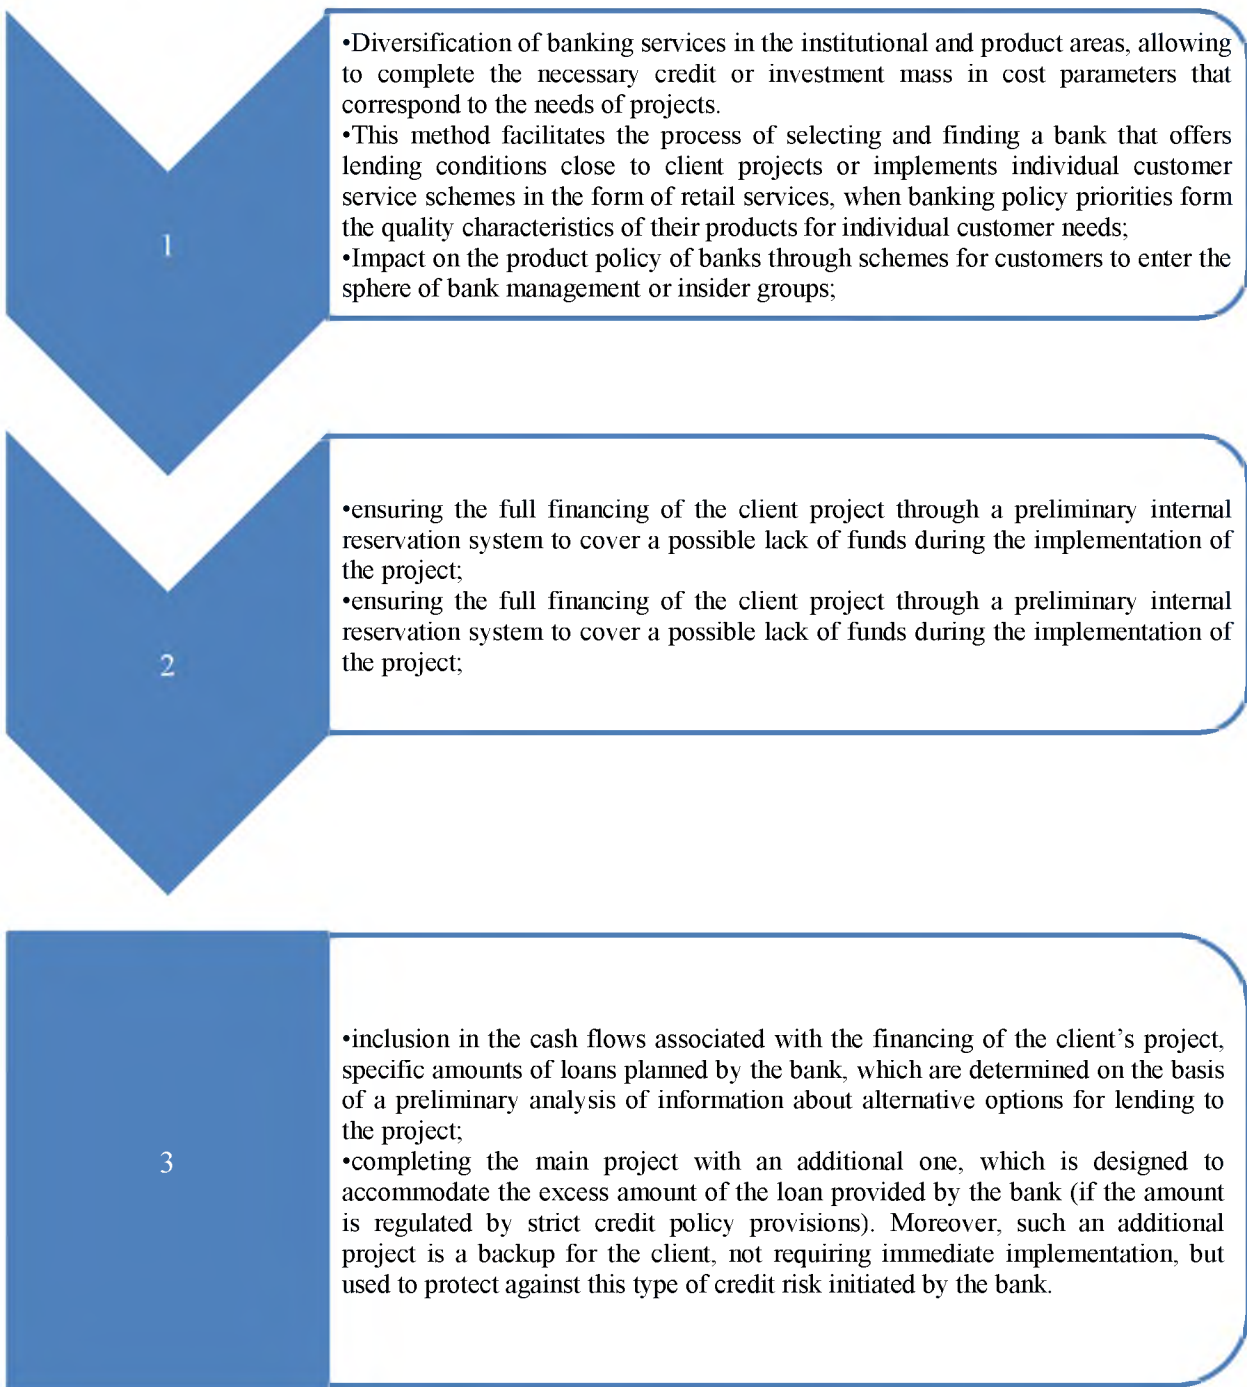 •Diversification of banking services in the institutional and product areas, allowing
to complete the necessary credit or investment mass in cost parameters that
correspond to the needs of projects.
•This method facilitates the process of selecting and finding a bank that offers
lending conditions close to client projects or implements individual customer
service schemes in the form of retail services, when banking policy priorities form
the quality characteristics of their products for individual customer needs;
•Impact on the product policy of banks through schemes for customers to enter the
sphere of bank management or insider groups;
1
•ensuring the full financing of the client project through a preliminary internal
reservation system to cover a possible lack of funds during the implementation of
the project;
•ensuring the full financing of the client project through a preliminary internal
reservation system to cover a possible lack of funds during the implementation of
the project;
2
•inclusion in the cash flows associated with the financing of the client’s project,
specific amounts of loans planned by the bank, which are determined on the basis
of a preliminary analysis of information about alternative options for lending to
the project;
•completing the main project with an additional one, which is designed to
accommodate the excess amount of the loan provided by the bank (if the amount
is regulated by strict credit policy provisions). Moreover, such an additional
project is a backup for the client, not requiring immediate implementation, but
used to protect against this type of credit risk initiated by the bank.
3